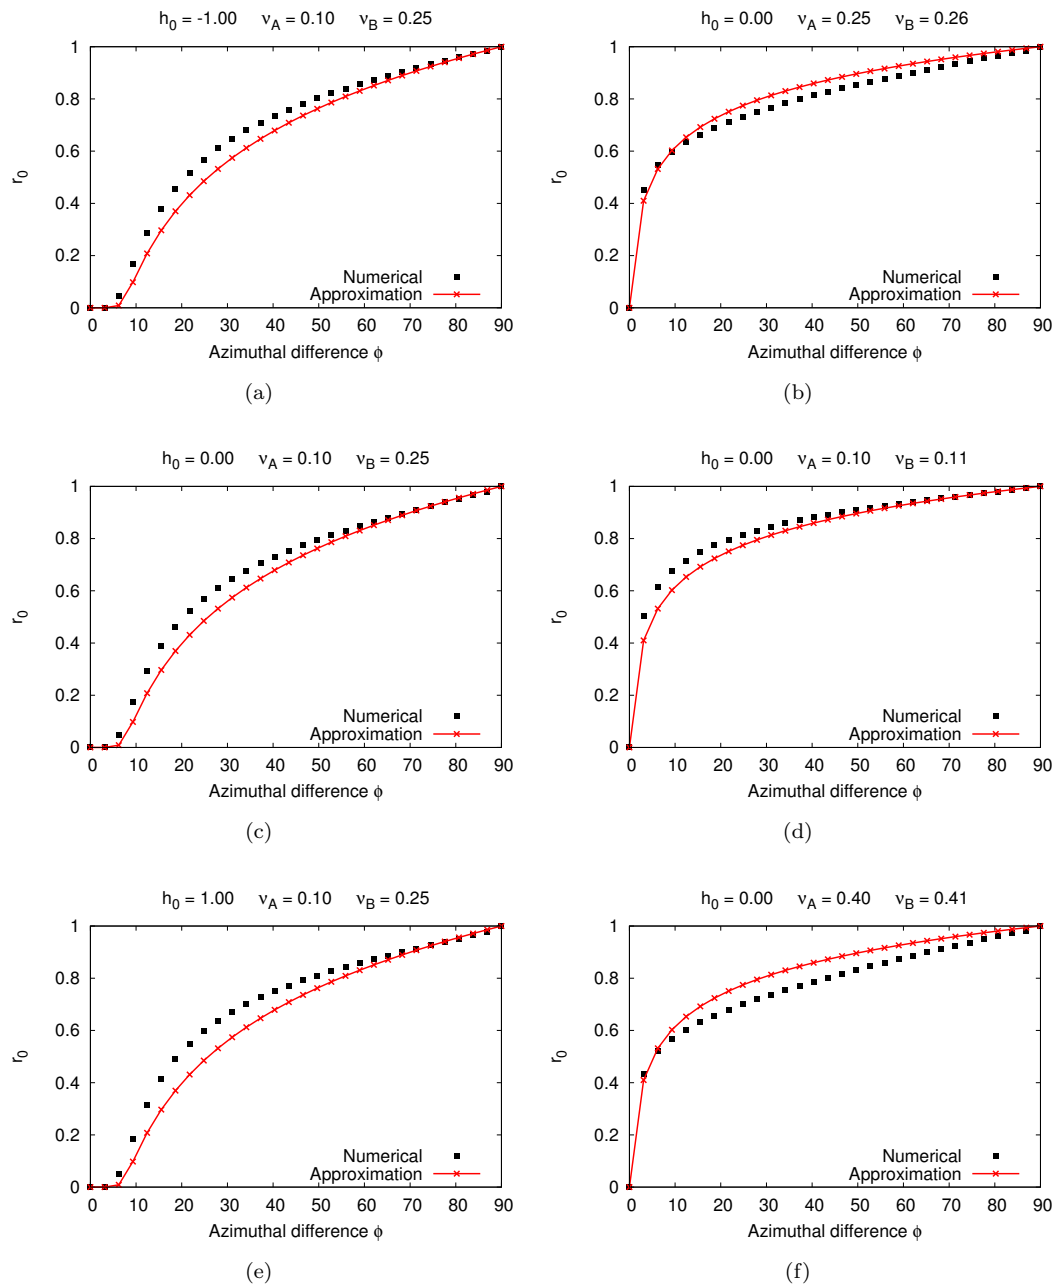 h0 = -1.00 νA = 0.10 νB = 0.25
1
0.8
0.6
r0
0.4
0.2
0
Numerical
Approximation
0 10 20 30 40 50 60 70 80 90
Azimuthal difference ϕ
(a)
h0 = 0.00 νA = 0.25 νB = 0.26
1
0.8
0.6
r0
0.4
0.2
0
Numerical
Approximation
0 10 20 30 40 50 60 70 80 90
Azimuthal difference ϕ
(b)
h0 = 0.00 νA = 0.10 νB = 0.25
1
0.8
0.6
r0
0.4
0.2
0
Numerical
Approximation
0 10 20 30 40 50 60 70 80 90
Azimuthal difference ϕ
(c)
h0 = 0.00 νA = 0.10 νB = 0.11
1
0.8
0.6
r0
0.4
0.2
0
Numerical
Approximation
0 10 20 30 40 50 60 70 80 90
Azimuthal difference ϕ
(d)
h0 = 1.00 νA = 0.10 νB = 0.25
1
0.8
0.6
r0
0.4
0.2
0
Numerical
Approximation
0 10 20 30 40 50 60 70 80 90
Azimuthal difference ϕ
(e)
h0 = 0.00 νA = 0.40 νB = 0.41
1
0.8
0.6
r0
0.4
0.2
0
Numerical
Approximation
0 10 20 30 40 50 60 70 80 90
Azimuthal difference ϕ
(f)